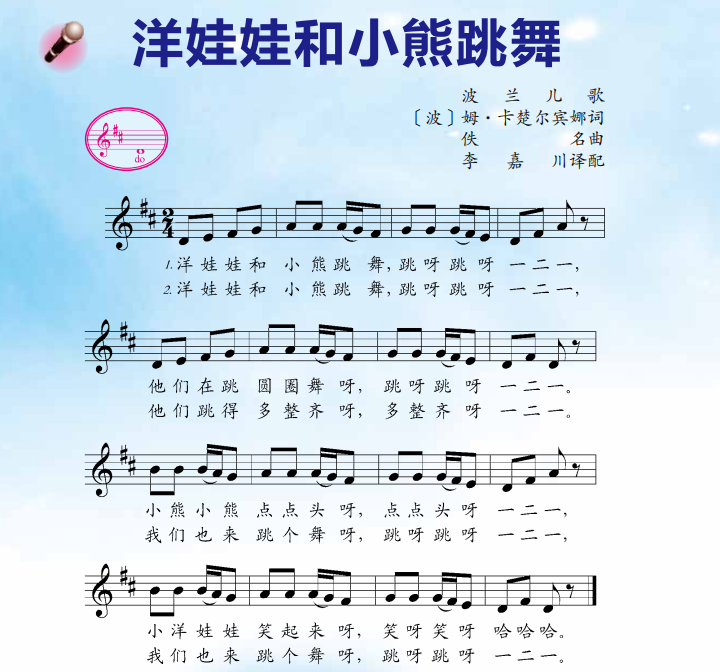 洋娃娃和小熊跳舞
波兰儿歌
〔波〕姆·卡楚尔宾娜词
佚名曲
李嘉川译配
do
2
4
1. 洋娃娃和 小熊跳舞, 跳呀跳呀 一二一,
2. 洋娃娃和 小熊跳舞, 跳呀跳呀 一二一,
他们在跳 圆圈舞呀, 跳呀跳呀 一二一。
他们跳得 多整齐呀, 多整齐呀 一二一。
小熊小熊 点点头呀, 点点头呀 一二一,
我们也来 跳个舞呀, 跳呀跳呀 一二一,
小洋娃娃 笑起来呀, 笑呀笑呀 哈哈哈。
我们也来 跳个舞呀, 跳呀跳呀 一二一。